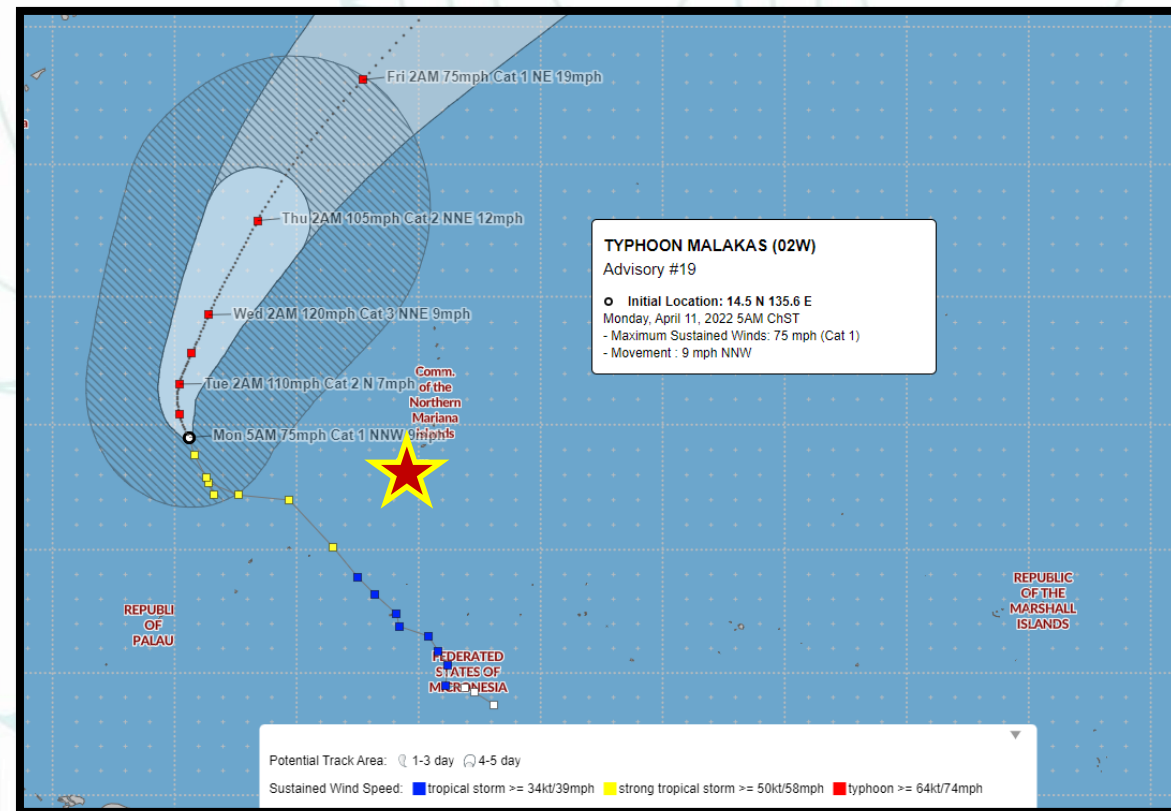 Fri 2AM 75mph Cat 1 NE 19mph
Thu 2AM 105mph Cat 2 NNE 12mph
TYPHOON MALAKAS (02W)
Advisory #19
Initial Location: 14.5 N 135.6 E
Monday, April 11, 2022 5AM ChST
- Maximum Sustained Winds: 75 mph (Cat 1)
- Movement : 9 mph NNW
Wed 2AM 120mph Cat 3 NNE 9mph
Tue 2AM 110mph Cat 2 N 7mph
Comm.
of the
Northern
Mariana
Islands
Mon 5AM 75mph Cat 1 NNW 9mph
REPUBLI
OF
PALAU
FEDERATED
STATES OF
MICRONESIA
REPUBLIC
OF THE
MARSHALL
ISLANDS
Potential Track Area: 1-3 day 4-5 day
Sustained Wind Speed: tropical storm >= 34kt/39mph strong tropical storm >= 50kt/58mph typhoon >= 64kt/74mph